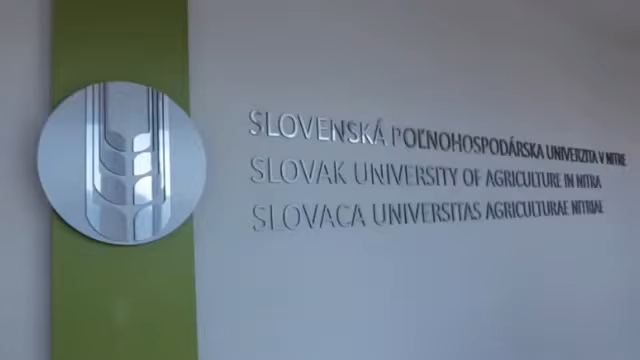 SLOVENSKÁ POĽNOHOSPODÁRSKA UNIVERZITA V NITRE
SLOVAK UNIVERSITY OF AGRICULTURE IN NITRA
SLOVACA UNIVERSITAS AGRICULTURAE NITRIAE